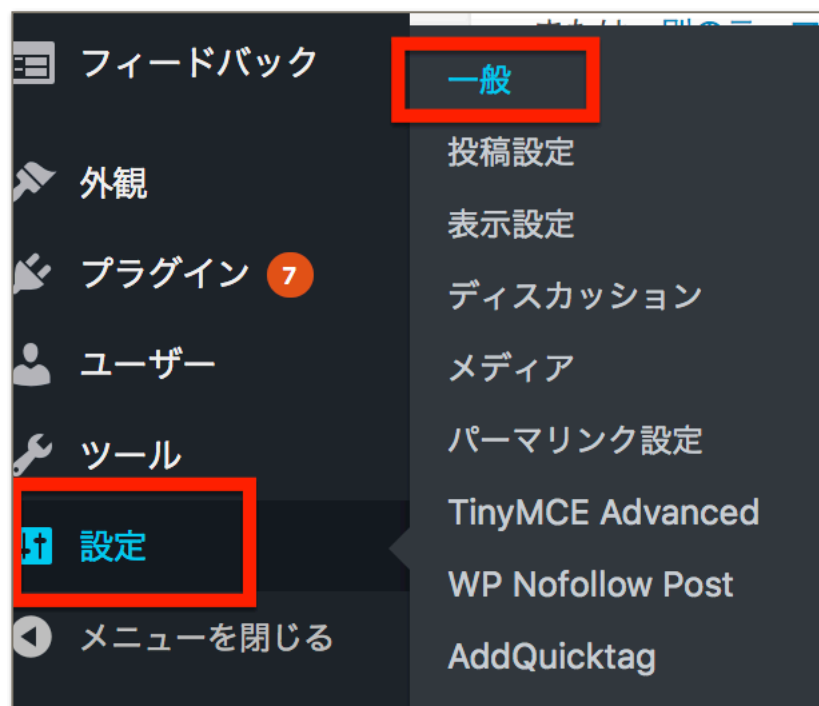 フィードバック
外観
プラグイン 7
ユーザー
ツール
設定
メニューを閉じる
一般
投稿設定
表示設定
ディスカッション
メディア
パーマリンク設定
TinyMCE Advanced
WP Nofollow Post
AddQuicktag